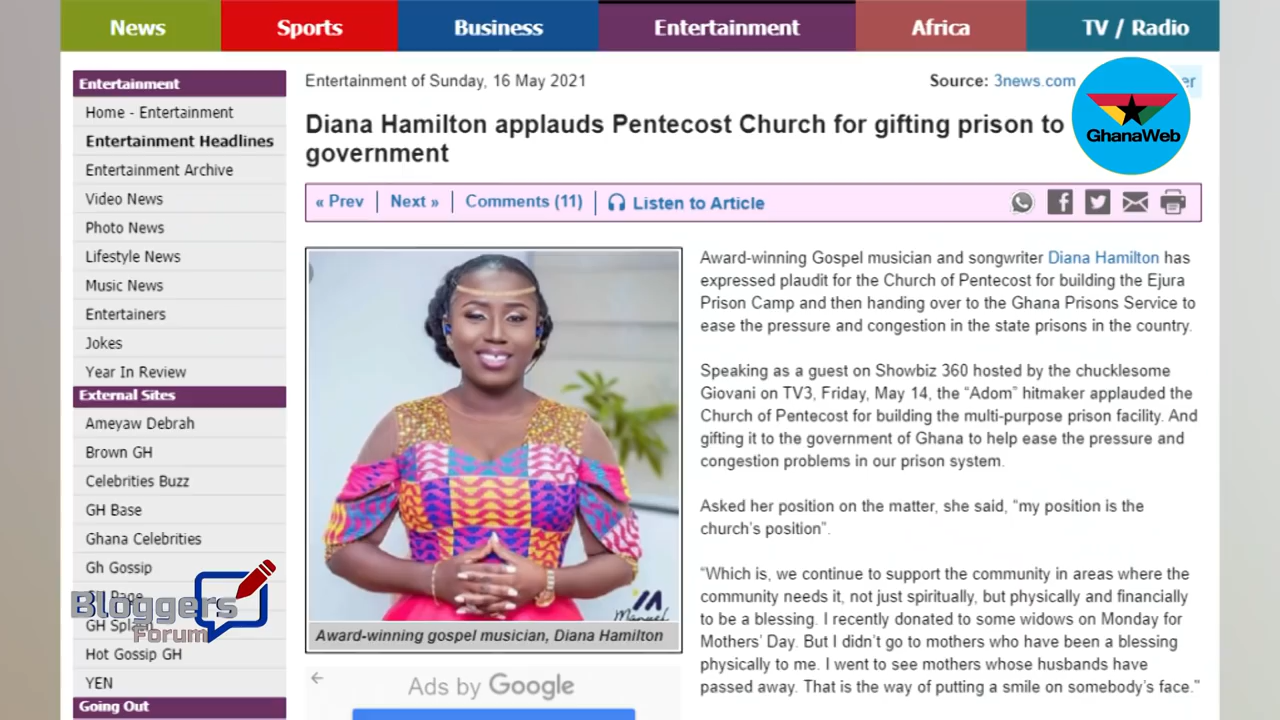 News
Sports
Business
Entertainment
Africa
TV / Radio
Entertainment
Home - Entertainment
Entertainment Headlines
Entertainment Archive
Video News
Photo News
Lifestyle News
Music News
Entertainers
Jokes
Year In Review
External Sites
Ameyaw Debrah
Brown GH
Celebrities Buzz
GH Base
Ghana Celebrities
Gh Gossip
Hot Gossip GH
YEN
Going Out
Bloggers
Forum
Entertainment of Sunday, 16 May 2021
Source: 3news.com
GhanaWeb
Diana Hamilton applauds Pentecost Church for gifting prison to
government
« Prev
Next »
Comments (11)
Listen to Article
Manuel
Award-winning gospel musician, Diana Hamilton
Ads by Google
Award-winning Gospel musician and songwriter Diana Hamilton has
expressed plaudit for the Church of Pentecost for building the Ejura
Prison Camp and then handing over to the Ghana Prisons Service to
ease the pressure and congestion in the state prisons in the country.
Speaking as a guest on Showbiz 360 hosted by the chucklesome
Giovani on TV3, Friday, May 14, the “Adom” hitmaker applauded the
Church of Pentecost for building the multi-purpose prison facility. And
gifting it to the government of Ghana to help ease the pressure and
congestion problems in our prison system.
Asked her position on the matter, she said, “my position is the
church’s position”.
“Which is, we continue to support the community in areas where the
community needs it, not just spiritually, but physically and financially
to be a blessing. I recently donated to some widows on Monday for
Mothers’ Day. But I didn’t go to mothers who have been a blessing
physically to me. I went to see mothers whose husbands have
passed away. That is the way of putting a smile on somebody’s face.”